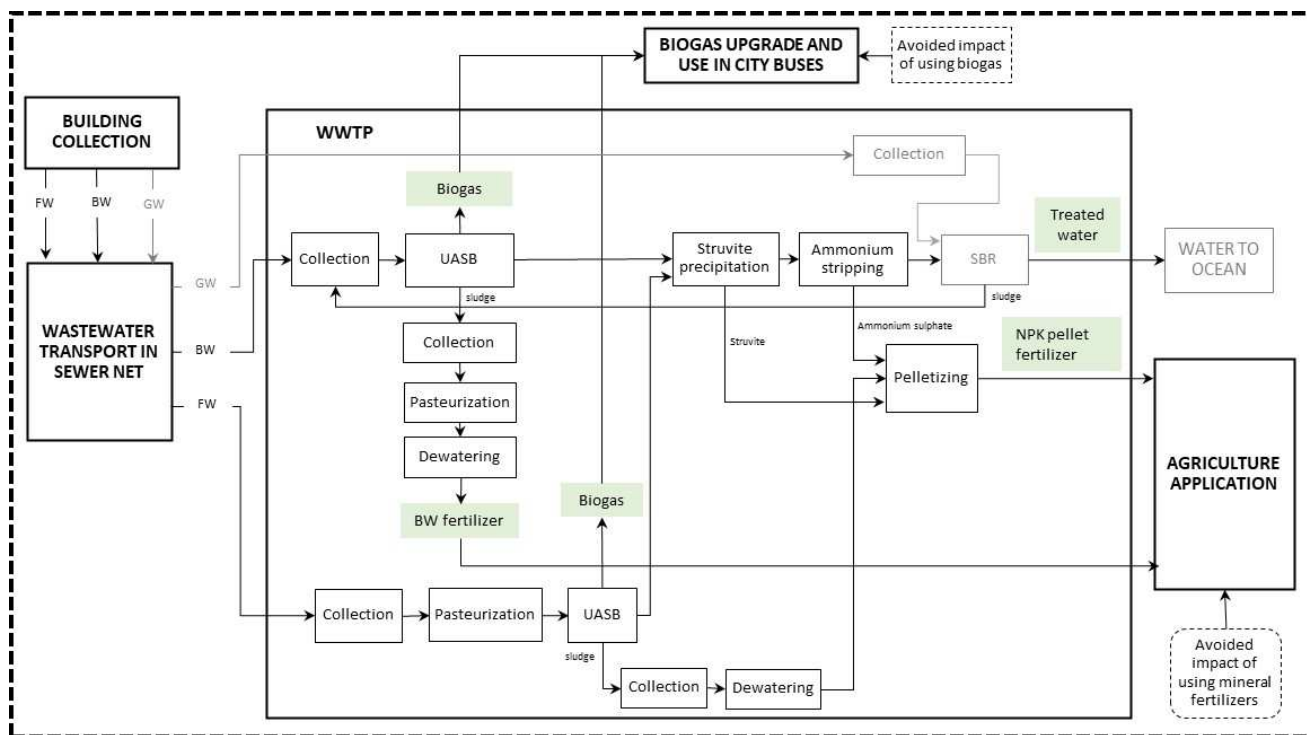 BIOGAS UPGRADE AND
USE IN CITY BUSES
Avoided impact
of using biogas
BUILDING
COLLECTION
WWTP
Collection
FW
BW
GW
Biogas
Treated
water
Collection
UASB
Struvite
precipitation
Ammonium
stripping
SBR
WATER TO
OCEAN
GW
sludge
sludge
WASTEWATER
TRANSPORT IN
SEWER NET
BW
FW
Collection
Struvite
Ammonium sulphate
NPK pellet
fertilizer
Pelletizing
Pasteurization
Dewatering
BW fertilizer
Biogas
AGRICULTURE
APPLICATION
Collection
Pasteurization
UASB
sludge
Collection
Dewatering
Avoided
impact of
using mineral
fertilizers